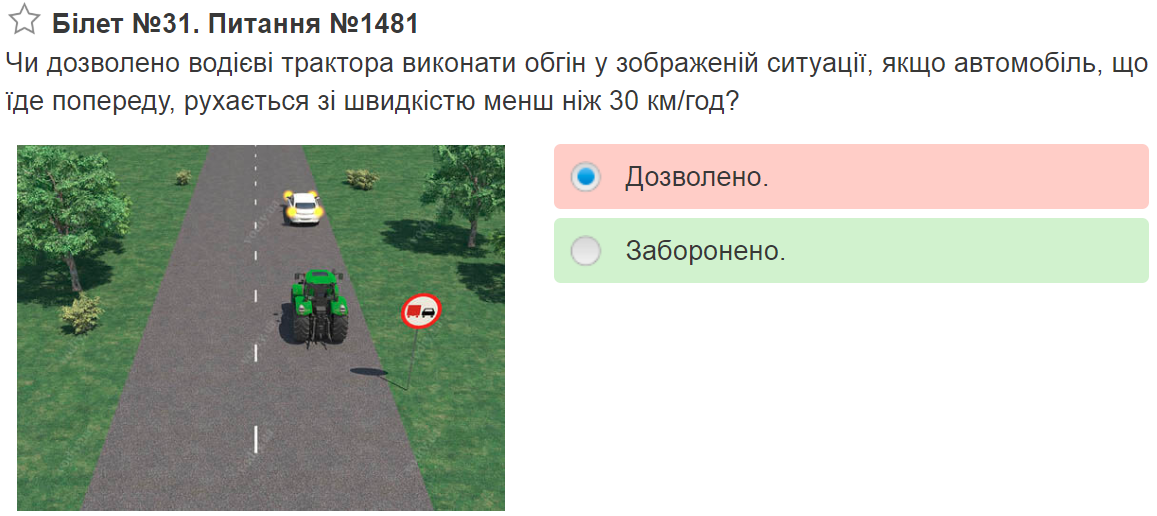 Білет №31. Питання №1481
Чи дозволено водієві трактора виконати обгін у зображеній ситуації, якщо автомобіль, що
їде попереду, рухається зі швидкістю менш ніж 30 км/год?
Дозволено.
Заборонено.